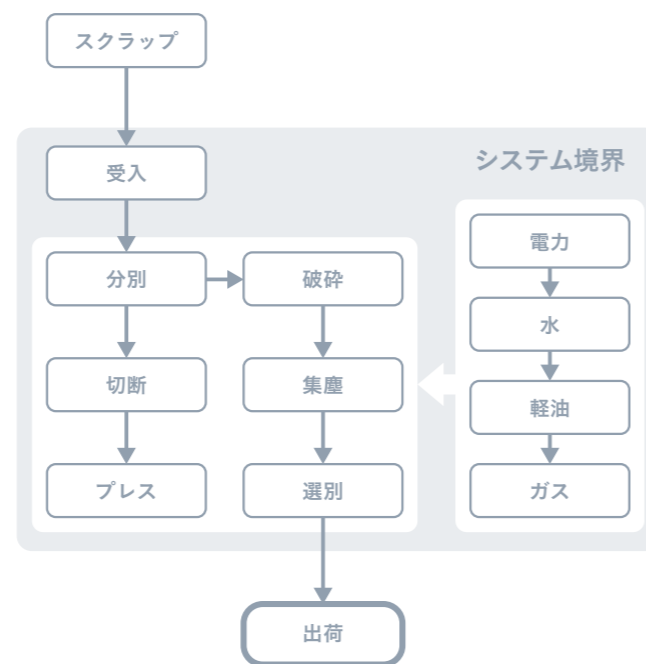 スクラップ
システム境界
受入
電力
分別
破砕
水
切断
集塵
軽油
プレス
選別
ガス
出荷